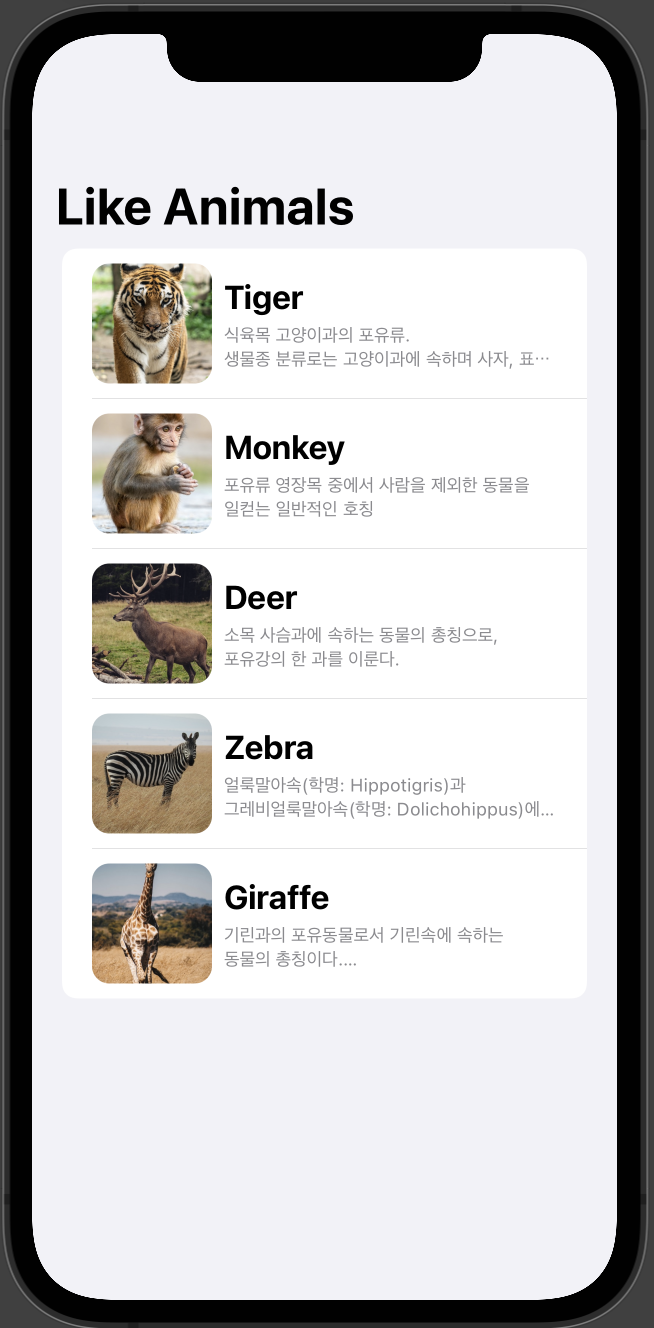 Like Animals
Tiger
식육목 고양이과의 포유류.
생물종 분류로는 고양이과에 속하며 사자, 표…
Monkey
포유류 영장목 중에서 사람을 제외한 동물을
일컫는 일반적인 호칭
Deer
소목 사슴과에 속하는 동물의 총칭으로,
포유강의 한 과를 이룬다.
Zebra
얼룩말아속(학명: Hippotigris)과
그레비얼룩말아속(학명: Dolichohippus)에...
Giraffe
기린과의 포유동물로서 기린속에 속하는
동물의 총칭이다....